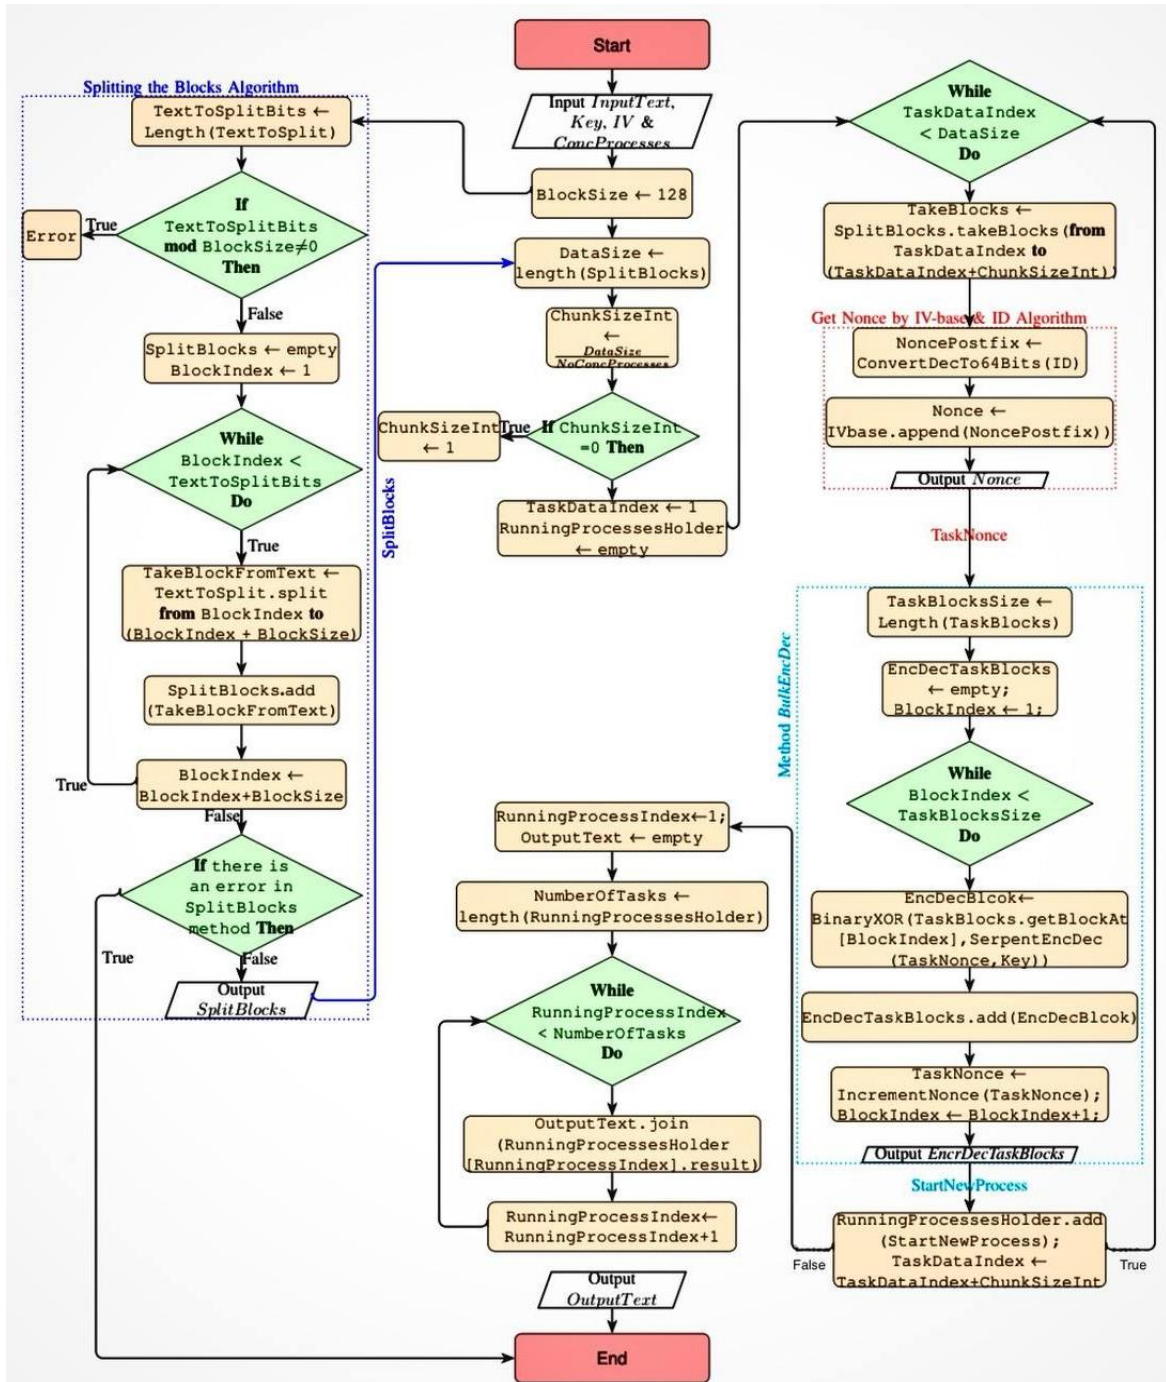 Start
Input InputText,
Key, IV &
ConcProcesses
BlockSize ← 128
Splitting the Blocks Algorithm
TextToSplitBits ←
Length(TextToSplit)
If
TextToSplitBits
mod BlockSize≠0
Then
True
Error
False
SplitBlocks ← empty
BlockIndex ← 1
While
BlockIndex <
TextToSplitBits
Do
True
TakeBlockFromText ←
TextToSplit.split
from BlockIndex to
(BlockIndex + BlockSize)
SplitBlocks.add
(TakeBlockFromText)
BlockIndex ←
BlockIndex+BlockSize
True
False
If there is
an error in
SplitBlocks
method Then
True
False
Output
SplitBlocks
SplitBlocks
DataSize ←
length(SplitBlocks)
ChunkSizeInt
←
DataSize
NoConcProcesses
If ChunkSizeInt
=0 Then
True
ChunkSizeInt
← 1
TaskDataIndex ← 1
RunningProcessesHolder
← empty
While
TaskDataIndex
< DataSize
Do
TakeBlocks ←
SplitBlocks.takeBlocks(from
TaskDataIndex to
(TaskDataIndex+ChunkSizeInt))
Get Nonce by IV-base & ID Algorithm
NoncePostfix ←
ConvertDecTo64Bits(ID)
Nonce ←
IVbase.append(NoncePostfix))
Output Nonce
TaskNonce
Method BulkEncDec
TaskBlocksSize ←
Length(TaskBlocks)
EncDecTaskBlocks
← empty;
BlockIndex ← 1;
While
BlockIndex <
TaskBlocksSize
Do
EncDecBlcok←
BinaryXOR(TaskBlocks.getBlockAt
[BlockIndex],SerpentEncDec
(TaskNonce,Key))
EncDecTaskBlocks.add(EncDecBlcok)
TaskNonce ←
IncrementNonce(TaskNonce);
BlockIndex ← BlockIndex+1;
Output EncrDecTaskBlocks
StartNewProcess
RunningProcessesHolder.add
(StartNewProcess);
TaskDataIndex ←
TaskDataIndex+ChunkSizeInt
False
True
RunningProcessIndex←1;
OutputText ← empty
NumberOfTasks ←
length(RunningProcessesHolder)
While
RunningProcessIndex
< NumberOfTasks
Do
OutputText.join
(RunningProcessesHolder
[RunningProcessIndex].result)
RunningProcessIndex←
RunningProcessIndex+1
Output
OutputText
End